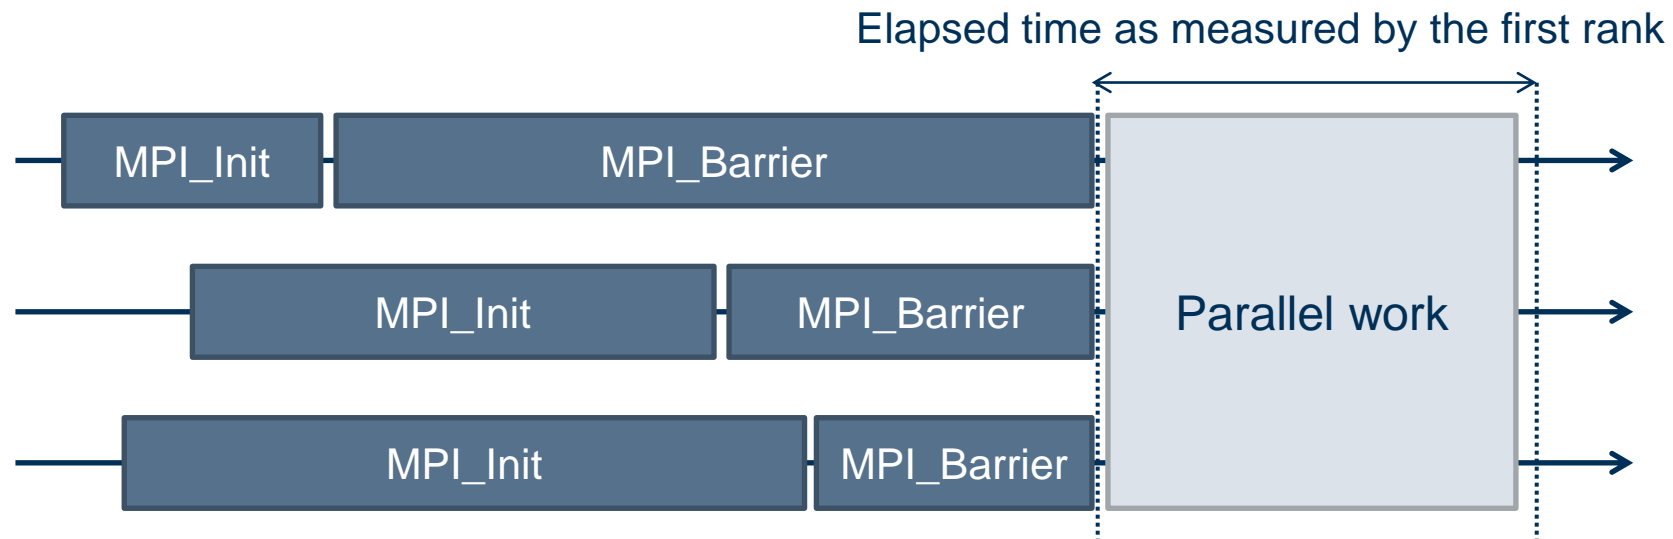 Elapsed time as measured by the first rank
MPI_Init
MPI_Barrier
MPI_Init
MPI_Barrier
Parallel work
MPI_Init
MPI_Barrier